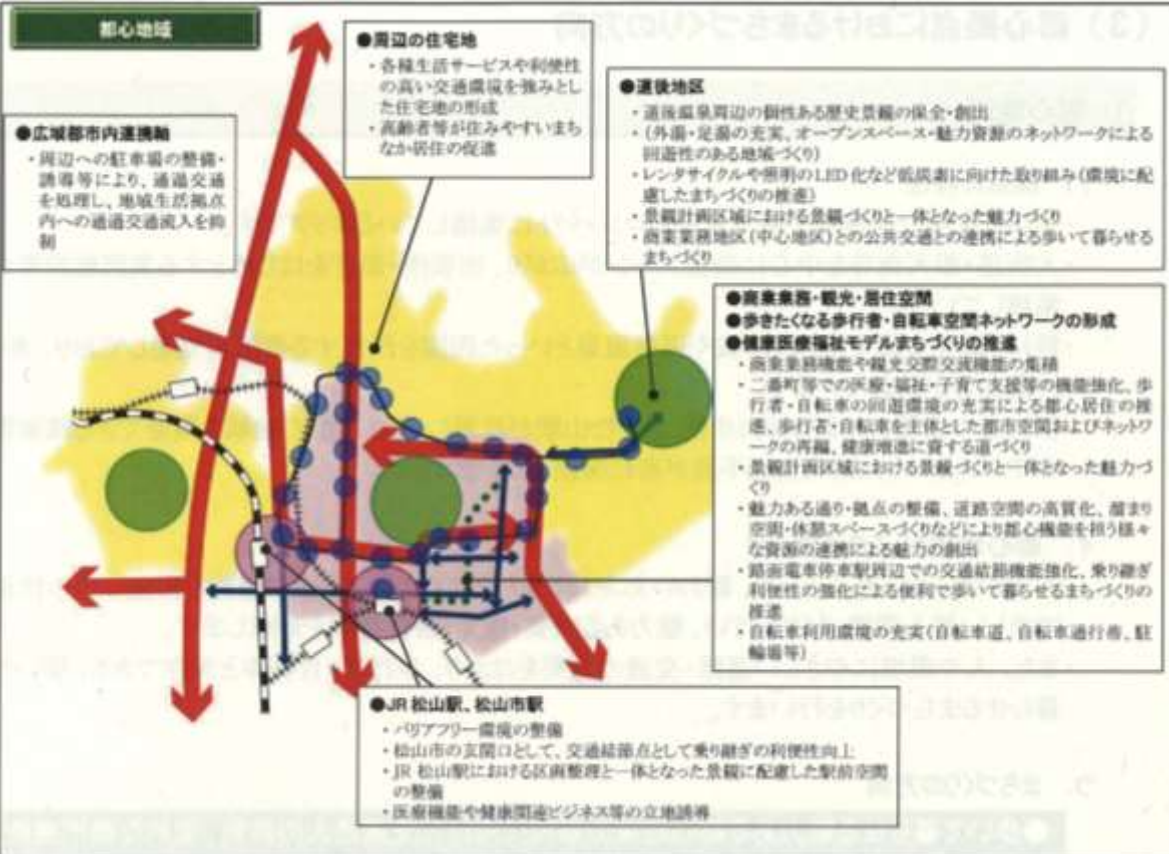 都心地域
●広域都市内連携軸
・周辺への駐車場の整備・
誘導等により、通過交通
を処理し、地域生活拠点
内への通過交通流入を抑
制
●周辺の住宅地
・各種生活サービスや利便性
の高い交通環境を強みとし
た住宅地の形成
・高齢者等が住みやすいまち
なか居住の促進
●道後地区
・道後温泉周辺の個性ある歴史景観の保全・創出
・（外湯・足湯の充実、オープンスペース・魅力資源のネットワークによる
回遊性のある地域づくり）
・レンタサイクルや照明のLED化など低炭素に向けた取り組み（環境に配
慮したまちづくりの推進）
・景観計画区域における景観づくりと一体となった魅力づくり
・商業業務地区（中心地区）との公共交通との連携による歩いて暮らせる
まちづくり
●商業業務・観光・居住空間
●歩きたくなる歩行者・自転車空間ネットワークの形成
●健康医療福祉モデルまちづくりの推進
・商業業務機能や観光交際交流機能の集積
・二番町等での医療・福祉・子育て支援等の機能強化、歩
行者・自転車の回遊環境の充実による都心居住の推
進、歩行者・自転車を主体とした都市空間およびネットワ
ークの再編、健康増進に資する道づくり
・景観計画区域における景観づくりと一体となった魅力づ
くり
・魅力ある通り・拠点の整備、道路空間の高質化、溜まり
空間・休憩スペースづくりなどにより都心機能を担う様々
な資源の連携による魅力の創出
・路面電車停車駅周辺での交通結節機能強化、乗り継ぎ
利便性の強化による便利で歩いて暮らせるまちづくりの
推進
・自転車利用環境の充実（自転車道、自転車通行帯、駐
輪場等）
●JR 松山駅、松山市駅
・バリアフリー環境の整備
・松山市の玄関口として、交通結節点として乗り継ぎの利便性向上
・JR 松山駅における区画整理と一体となった景観に配慮した駅前空間
の整備
・医療機能や健康関連ビジネス等の立地誘導